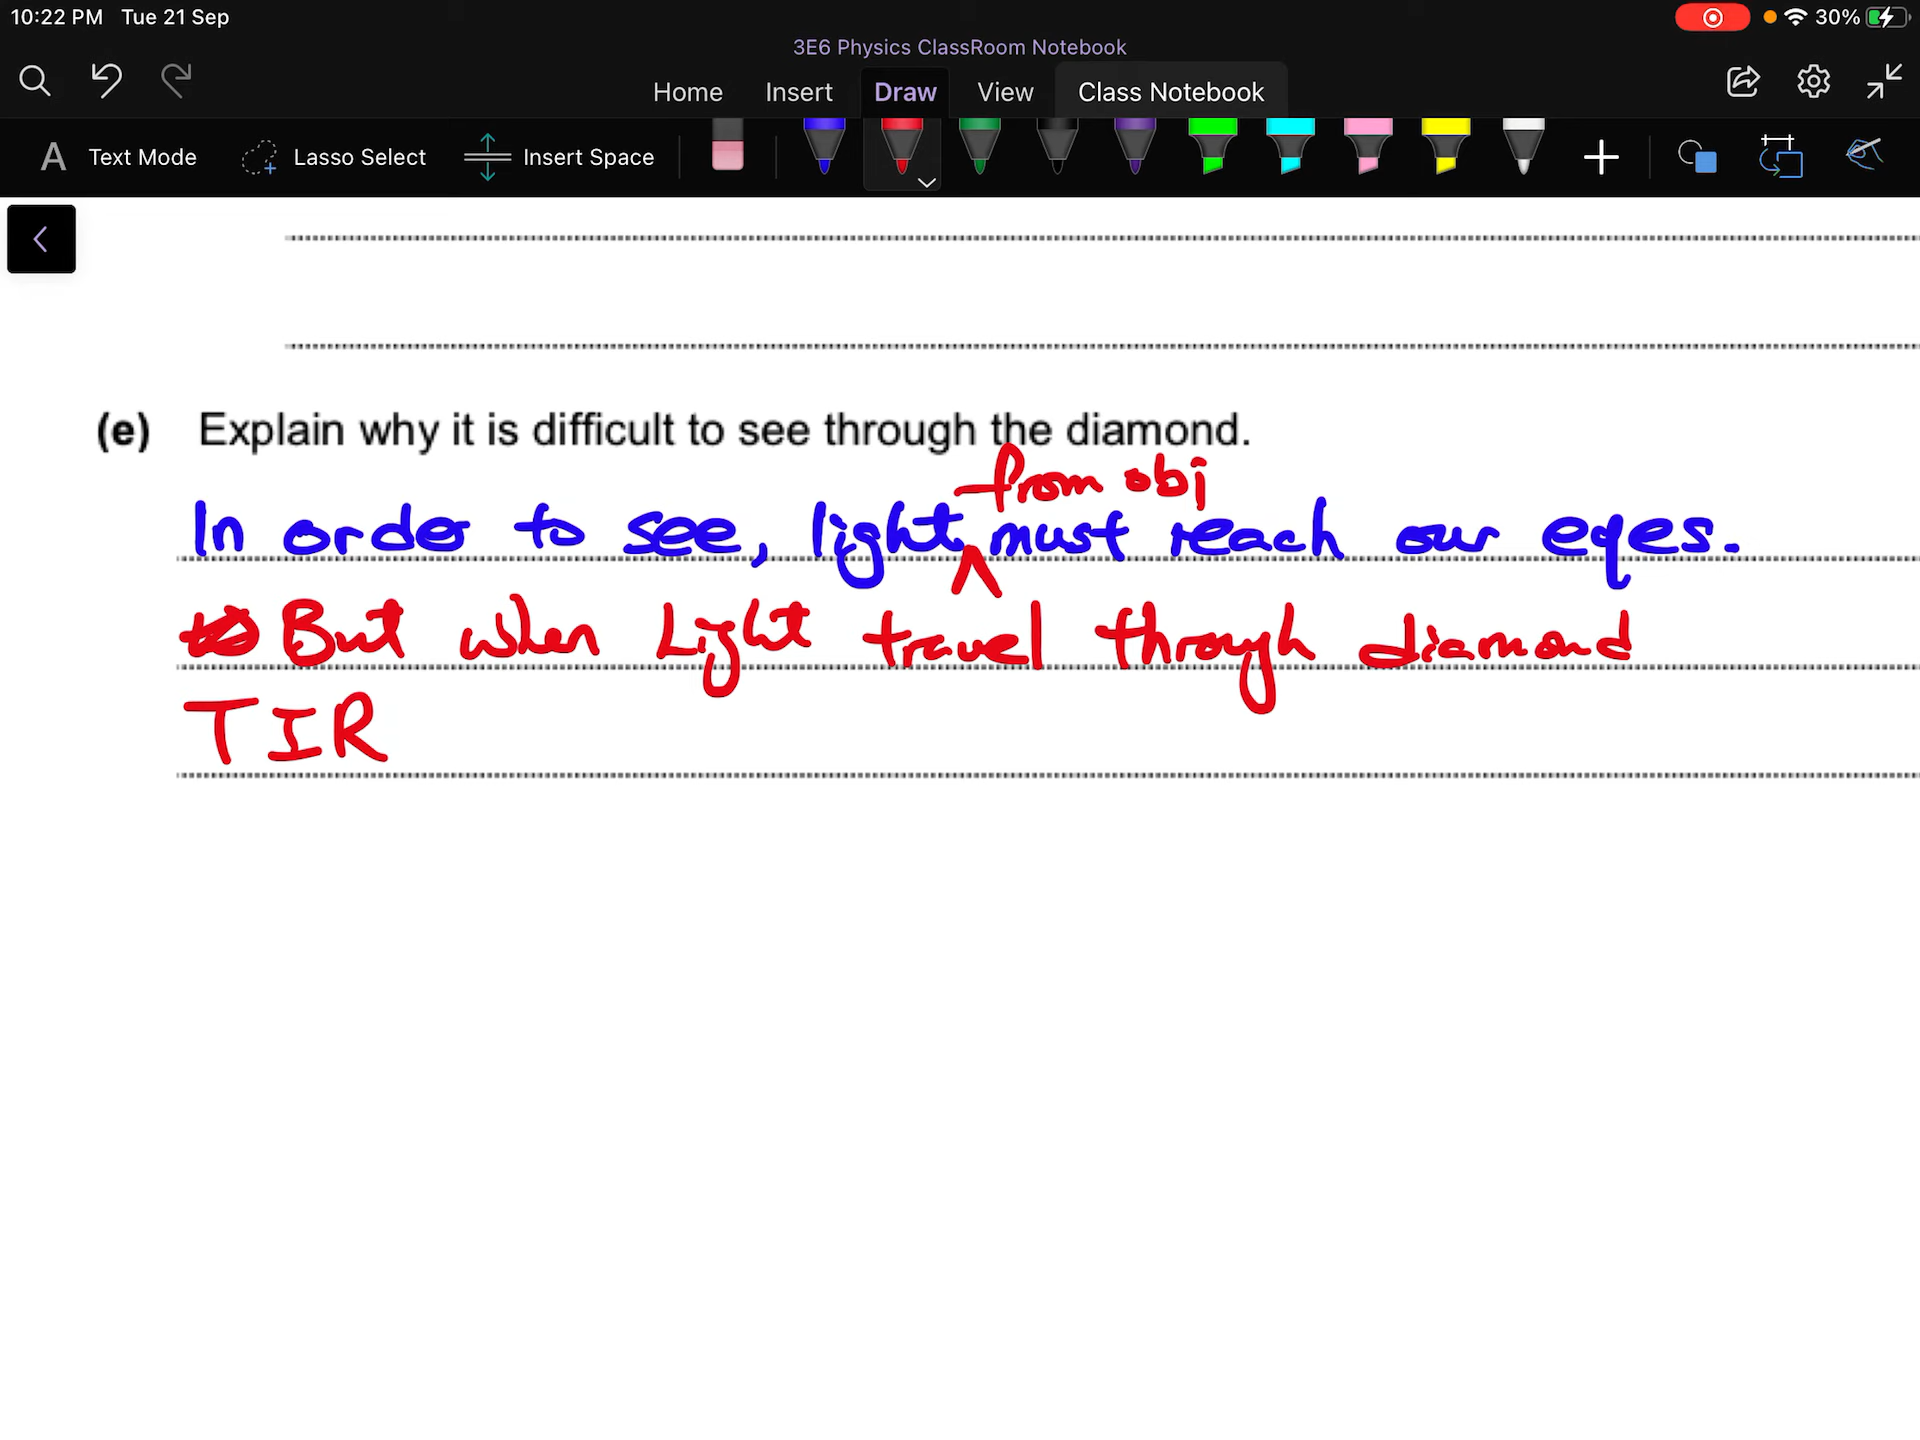 10:22 PM Tue 21 Sep
30%
3E6 Physics ClassRoom Notebook
Home Insert Draw View Class Notebook
Text Mode Lasso Select Insert Space
(e) Explain why it is difficult to see through the diamond.
from obj
In order to see, light must reach our eyes.
But when Light travel through diamond
TIR